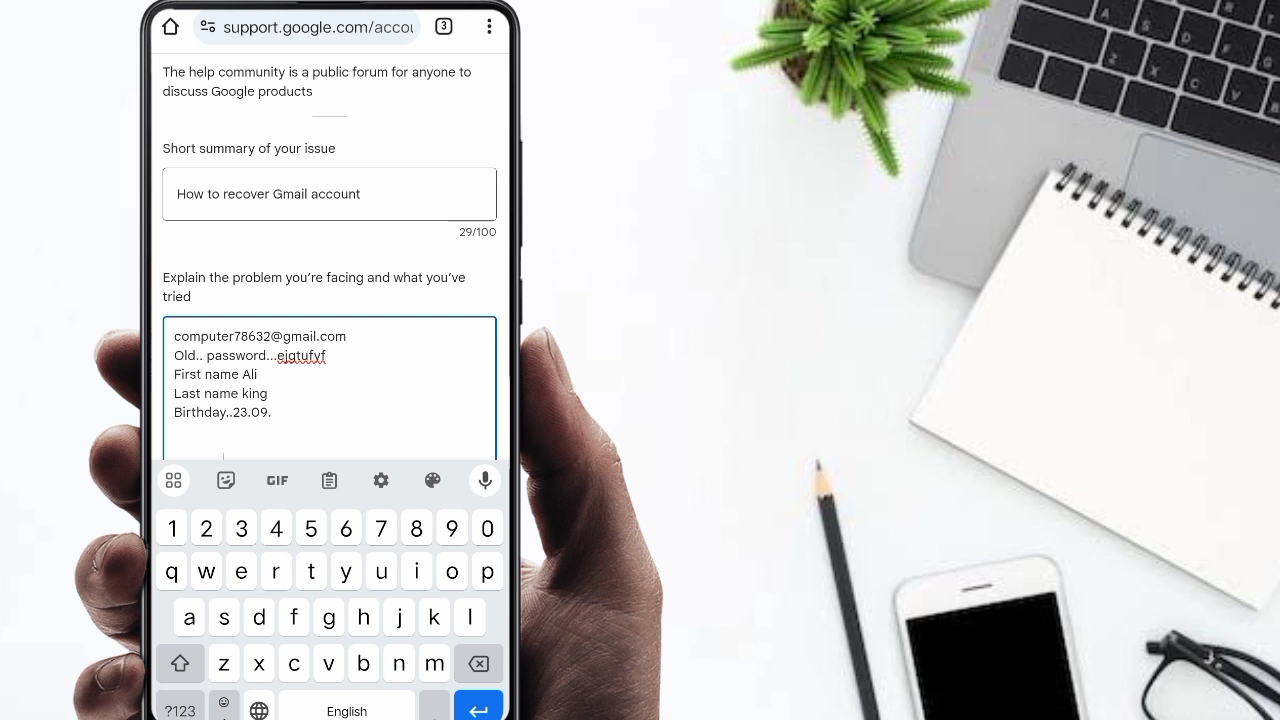 support.google.com/accou
3
The help community is a public forum for anyone to
discuss Google products
Short summary of your issue
How to recover Gmail account
29/100
Explain the problem you’re facing and what you’ve
tried
computer78632@gmail.com
Old.. password...ejgtufyf
First name Ali
Last name king
Birthday..23.09.
GIF
1 2 3 4 5 6 7 8 9 0
q w e r t y u i o p
a s d f g h j k l
z x c v b n m
?123 English
A S D F G
Z X C V B